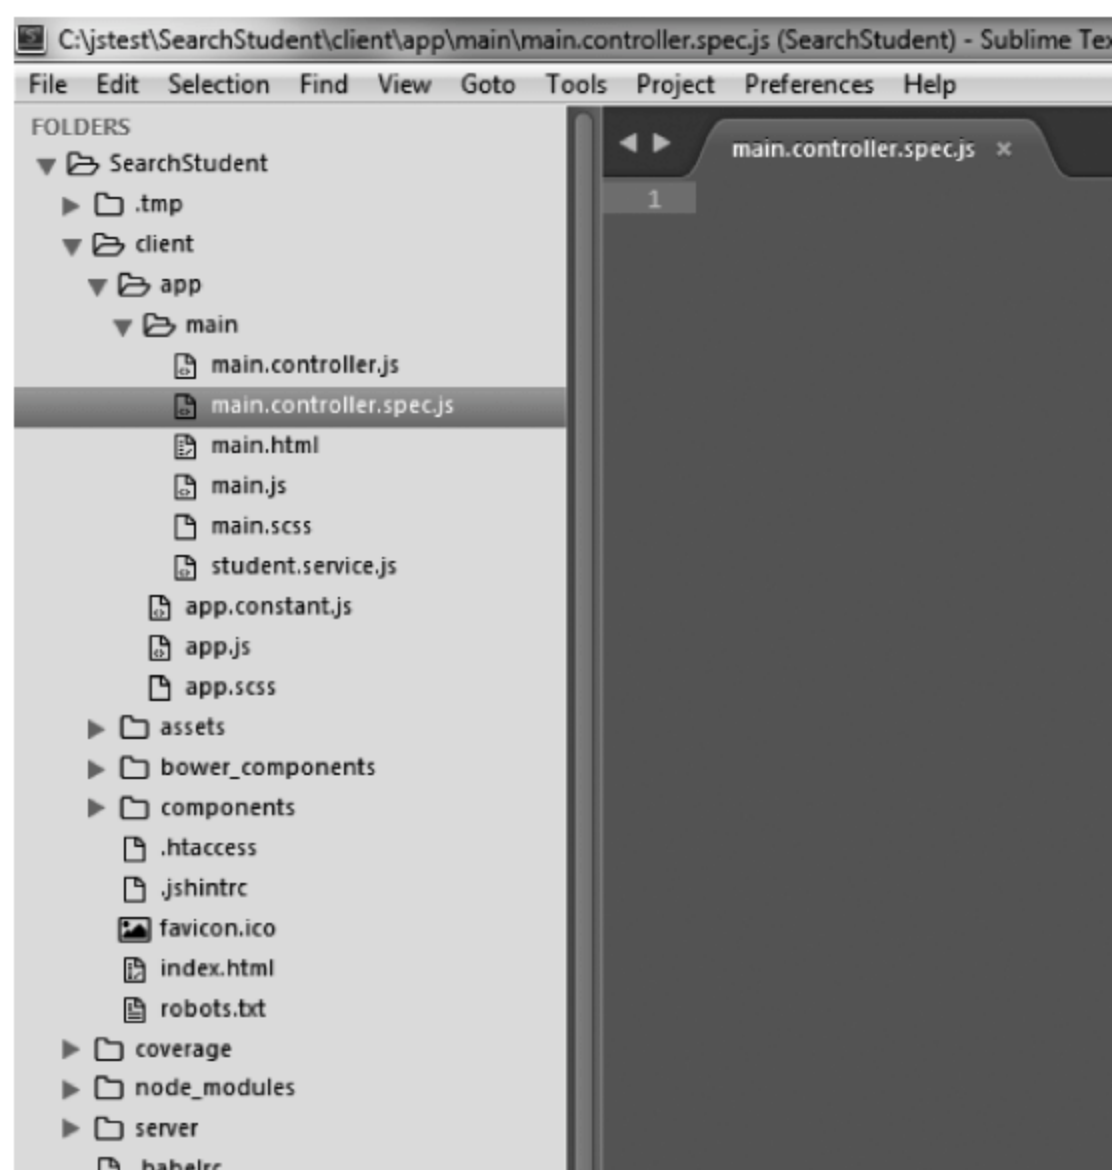 C:\jstest\SearchStudent\client\app\main\main.controller.spec.js (SearchStudent) - Sublime Tex
File Edit Selection Find View Goto Tools Project Preferences Help
FOLDERS
SearchStudent
.tmp
client
app
main
main.controller.js
main.controller.spec.js
main.html
main.js
main.scss
student.service.js
app.constant.js
app.js
app.scss
assets
bower_components
components
.htaccess
.jshintrc
favicon.ico
index.html
robots.txt
coverage
node_modules
server
.babelrc
main.controller.spec.js
1